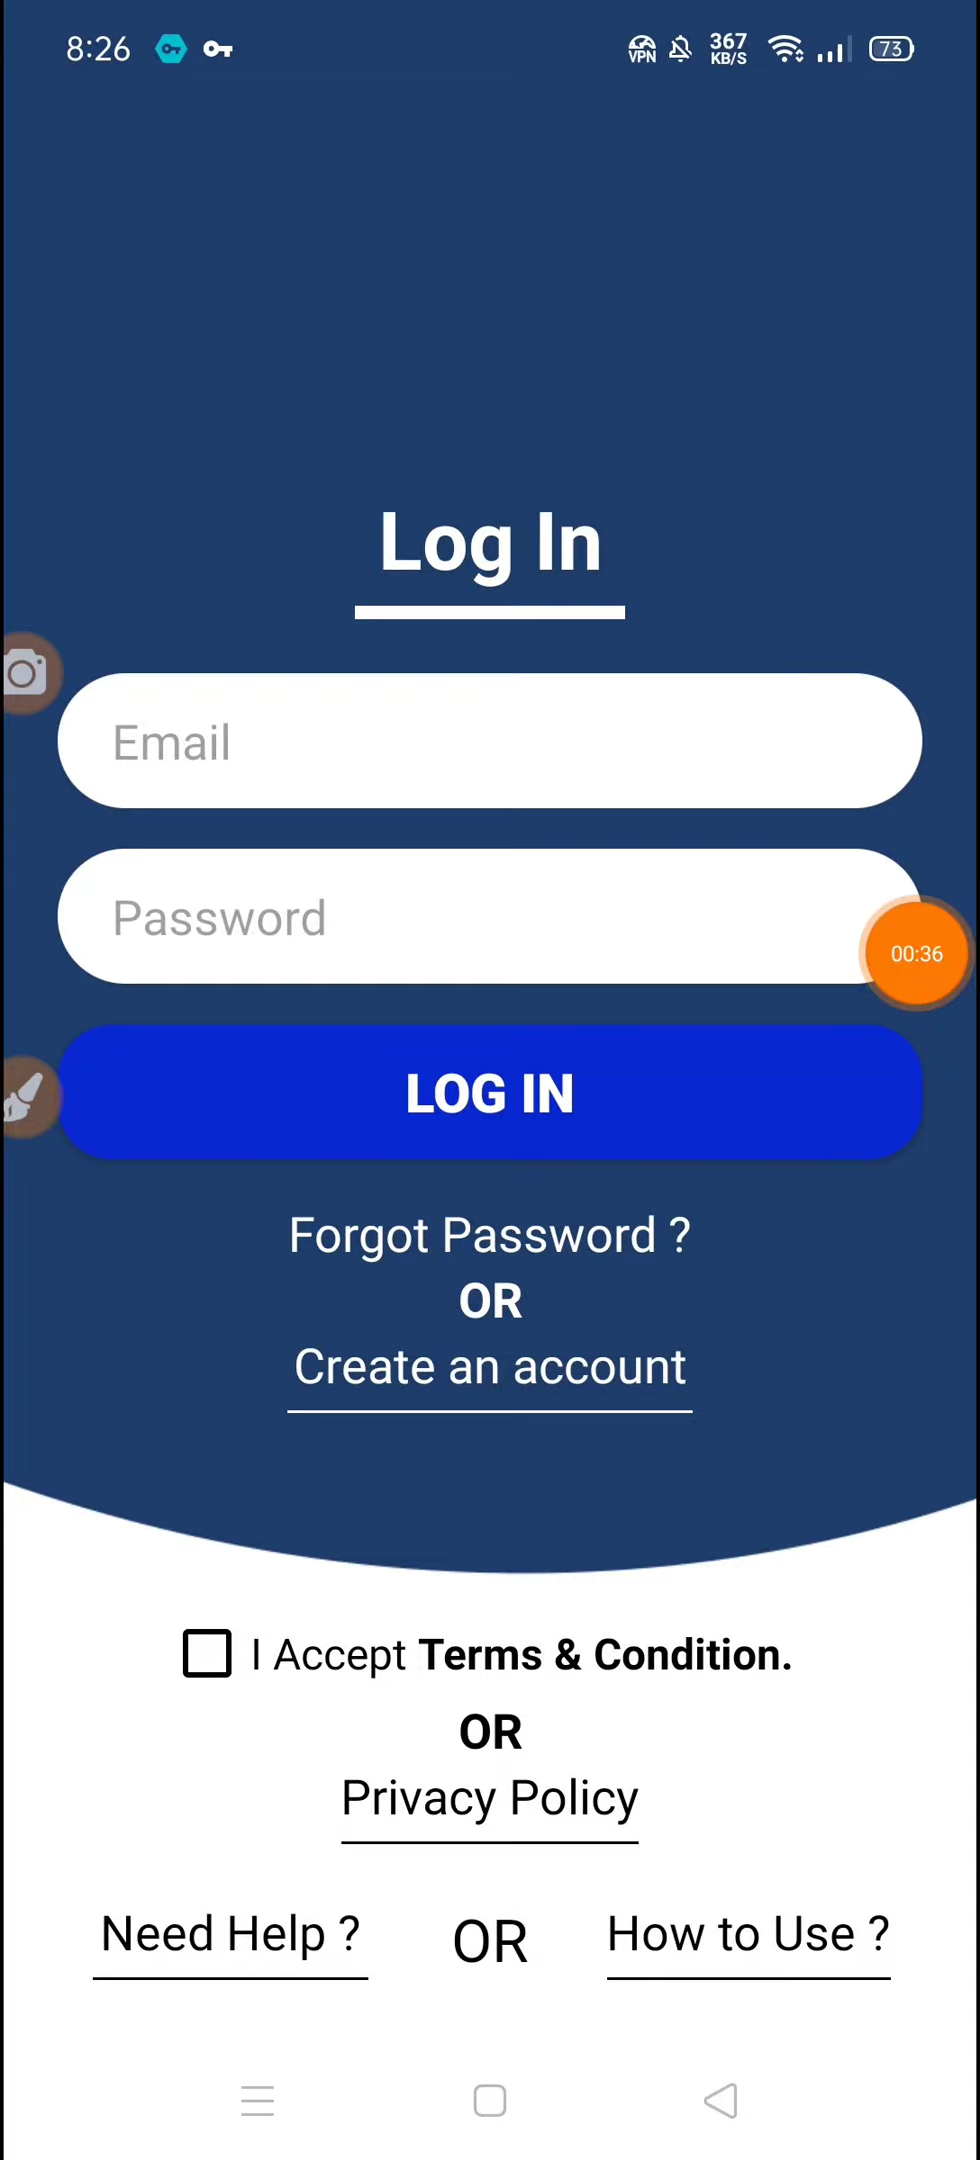 8:26
VPN
367
KB/S
73
Log In
Email
Password
00:36
LOG IN
Forgot Password ?
OR
Create an account
I Accept Terms & Condition.
OR
Privacy Policy
Need Help ? OR How to Use ?